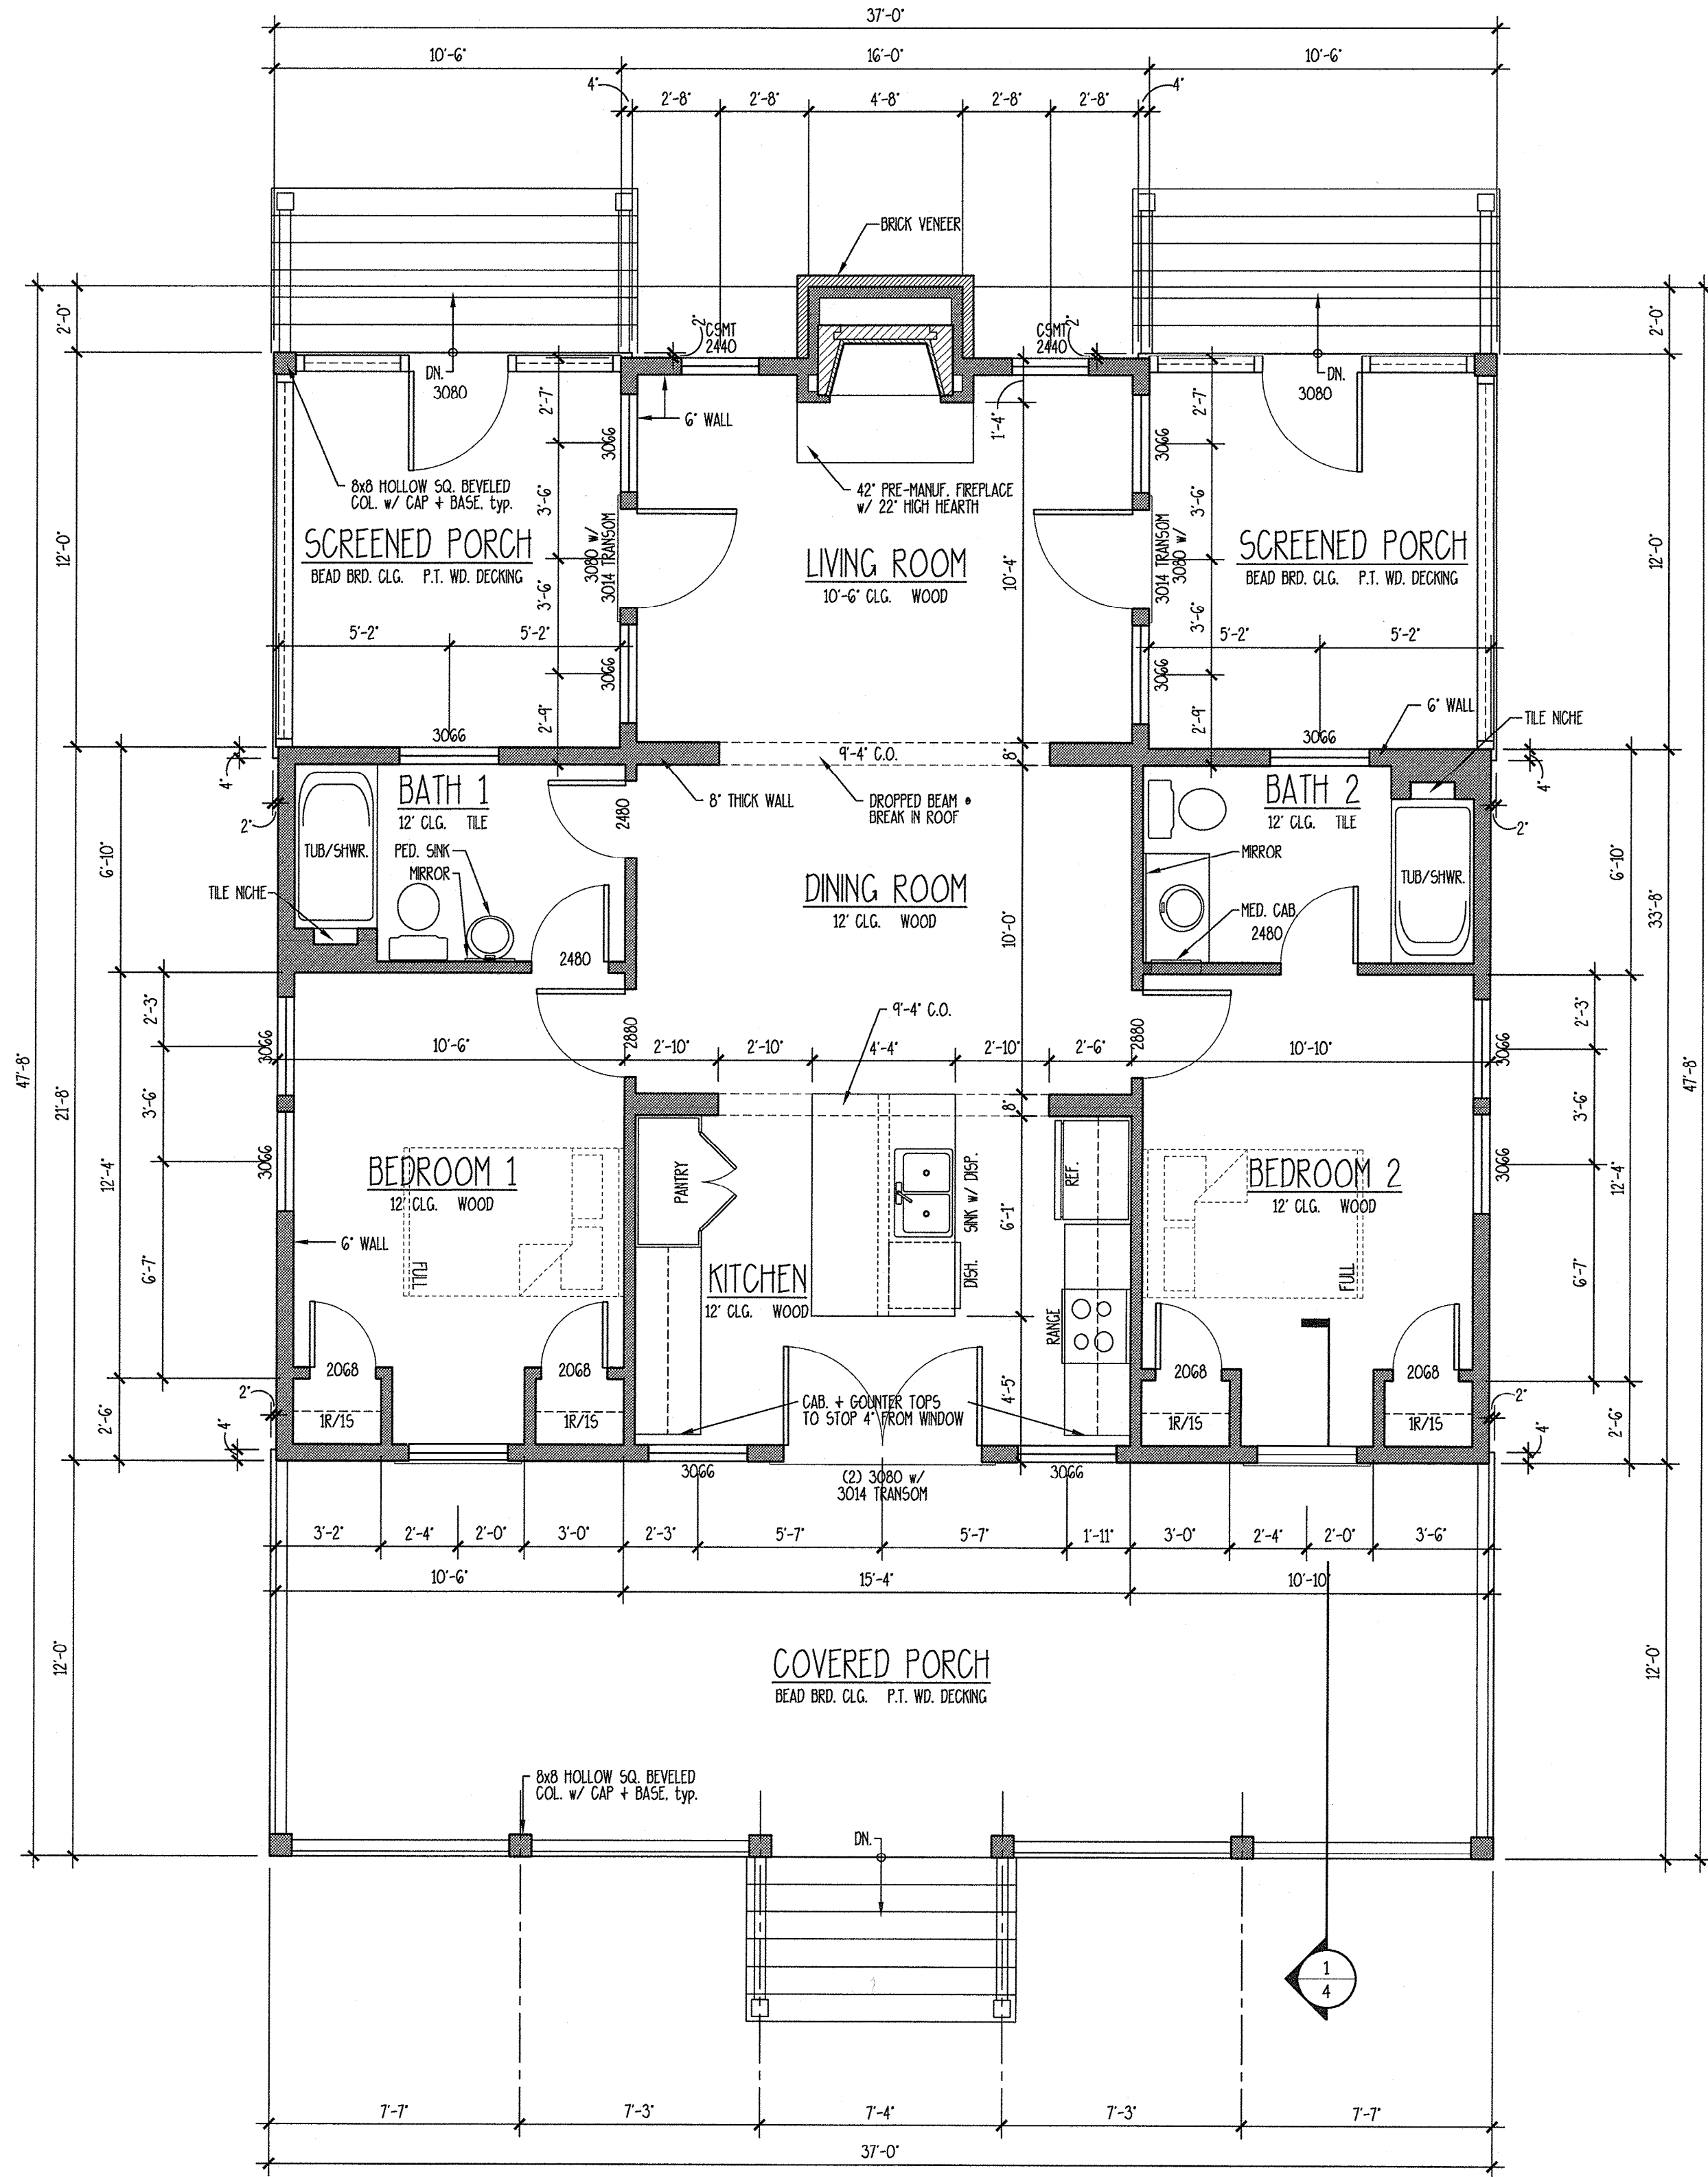 37'-0"
10'-6" 16'-0" 10'-6"
4" 2'-8" 2'-8" 4'-8" 2'-8" 2'-8" 4"
BRICK VENEER
2'-0" 2'-0"
2" CSMT 2440
CSMT 2440 2"
DN.
3080
DN.
3080
2'-7" 3066
6" WALL
1'-4"
3066 2'-7"
8x8 HOLLOW SQ. BEVELED
COL. w/ CAP + BASE. typ.
42" PRE-MANUF. FIREPLACE
w/ 22" HIGH HEARTH
3'-6" 3'-6"
12'-0" 12'-0"
SCREENED PORCH
BEAD BRD. CLG. P.T. WD. DECKING
3080 w/
3014 TRANSOM
LIVING ROOM
10'-6" CLG. WOOD
10'-4"
3014 TRANSOM
3080 w/
SCREENED PORCH
BEAD BRD. CLG. P.T. WD. DECKING
3'-6" 3'-6"
5'-2" 5'-2" 5'-2" 5'-2"
3066 3066
2'-9" 2'-9"
6" WALL
TILE NICHE
3066 3066
9'-4" C.O.
8"
4" 4"
2" 2"
BATH 1
12' CLG. TILE
2480
8" THICK WALL
DROPPED BEAM @
BREAK IN ROOF
BATH 2
12' CLG. TILE
TUB/SHWR.
PED. SINK
MIRROR
MIRROR
TILE NICHE
6'-10" 6'-10"
TUB/SHWR.
DINING ROOM
12' CLG. WOOD
10'-0"
MED. CAB.
2480
2480
33'-8"
9'-4" C.O.
2'-3" 2'-3"
3066 2880 2880 3066
10'-6" 2'-10" 2'-10" 4'-4" 2'-10" 2'-6" 10'-10"
47'-8" 21'-8" 47'-8"
3'-6" 8" 3'-6"
3066 3066
12'-4" 12'-4"
BEDROOM 1
12' CLG. WOOD
PANTRY
SINK w/ DISP.
6'-1"
REF.
BEDROOM 2
12' CLG. WOOD
6" WALL
FULL
KITCHEN
12' CLG. WOOD
DISH.
RANGE
FULL
6'-7" 6'-7"
2068 2068 2068 2068
4'-5"
CAB. + COUNTER TOPS
TO STOP 4" FROM WINDOW
1R/1S 1R/1S 1R/1S 1R/1S
2" 2"
2'-6" 2'-6"
4" 4"
3066
(2) 3080 w/
3014 TRANSOM
3066
3'-2" 2'-4" 2'-0" 3'-0" 2'-3" 5'-7" 5'-7" 1'-11" 3'-0" 2'-4" 2'-0" 3'-6"
10'-6" 15'-4" 10'-10"
12'-0" 12'-0"
COVERED PORCH
BEAD BRD. CLG. P.T. WD. DECKING
8x8 HOLLOW SQ. BEVELED
COL. w/ CAP + BASE. typ.
DN.
1
4
7'-7" 7'-3" 7'-4" 7'-3" 7'-7"
37'-0"